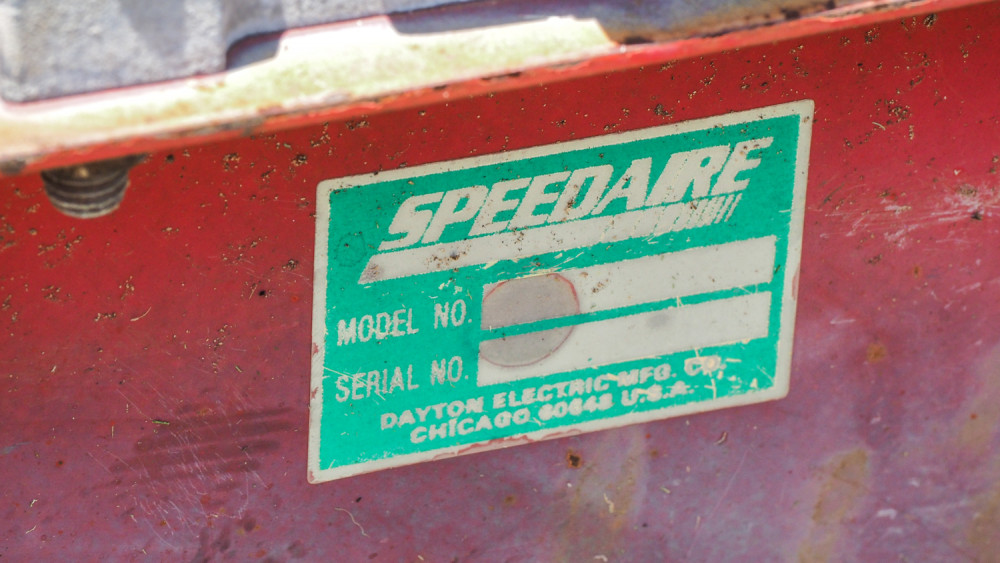 SPEEDAIRE
MODEL NO.
SERIAL NO.
DAYTON ELECTRIC MFG. CO.
CHICAGO 60648 U.S.A.